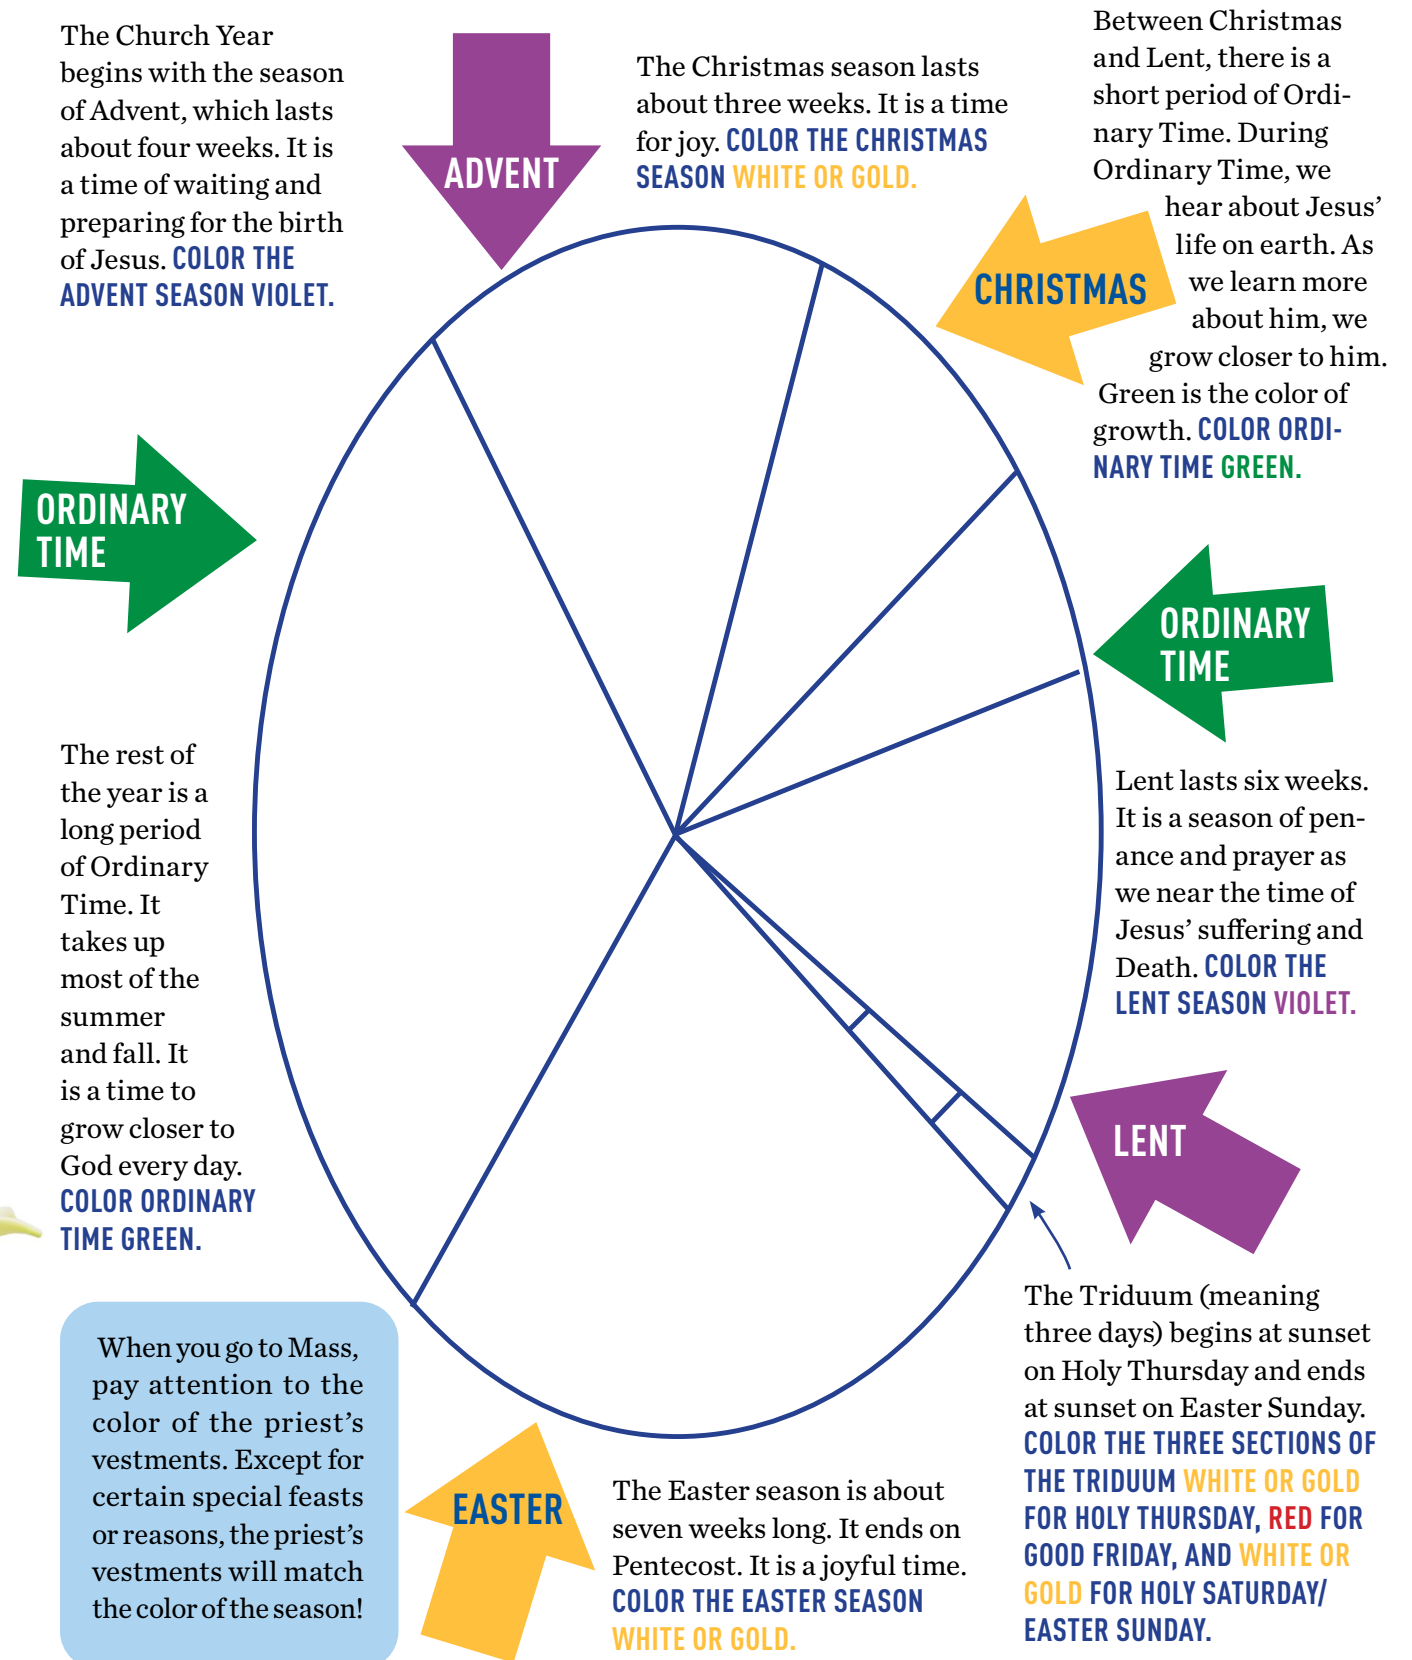 The Church Year
begins with the season
of Advent, which lasts
about four weeks. It is
a time of waiting and
preparing for the birth
of Jesus. COLOR THE
ADVENT SEASON VIOLET.
ADVENT
The Christmas season lasts
about three weeks. It is a time
for joy. COLOR THE CHRISTMAS
SEASON WHITE OR GOLD.
CHRISTMAS
Between Christmas
and Lent, there is a
short period of Ordi-
nary Time. During
Ordinary Time, we
hear about Jesus’
life on earth. As
we learn more
about him, we
grow closer to him.
Green is the color of
growth. COLOR ORDI-
NARY TIME GREEN.
ORDINARY
TIME
ORDINARY
TIME
Lent lasts six weeks.
It is a season of pen-
ance and prayer as
we near the time of
Jesus’ suffering and
Death. COLOR THE
LENT SEASON VIOLET.
LENT
The Triduum (meaning
three days) begins at sunset
on Holy Thursday and ends
at sunset on Easter Sunday.
COLOR THE THREE SECTIONS OF
THE TRIDUUM WHITE OR GOLD
FOR HOLY THURSDAY, RED FOR
GOOD FRIDAY, AND WHITE OR
GOLD FOR HOLY SATURDAY/
EASTER SUNDAY.
EASTER
The Easter season is about
seven weeks long. It ends on
Pentecost. It is a joyful time.
COLOR THE EASTER SEASON
WHITE OR GOLD.
The rest of
the year is a
long period
of Ordinary
Time. It
takes up
most of the
summer
and fall. It
is a time to
grow closer to
God every day.
COLOR ORDINARY
TIME GREEN.
When you go to Mass,
pay attention to the
color of the priest’s
vestments. Except for
certain special feasts
or reasons, the priest’s
vestments will match
the color of the season!